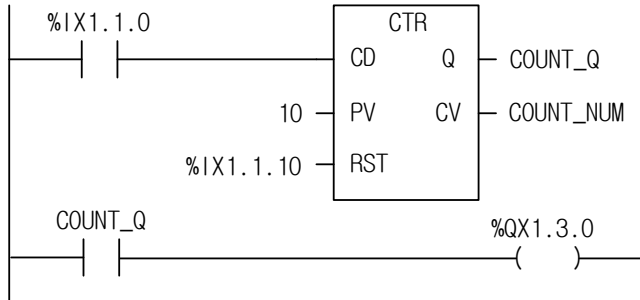 %IX1.1.0 CTR
CD Q COUNT_Q
10 PV CV COUNT_NUM
%IX1.1.10 RST
COUNT_Q
%QX1.3.0